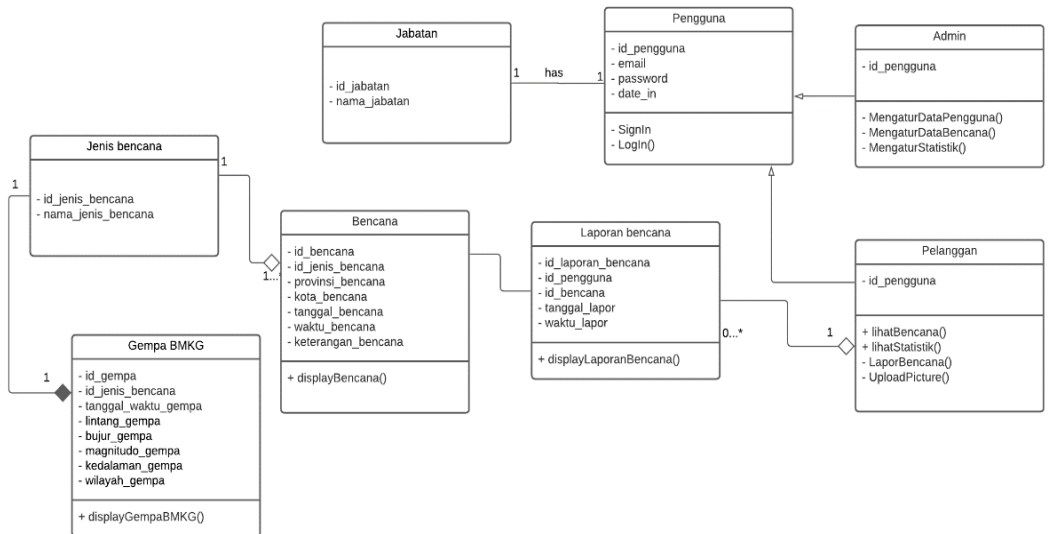 Jabatan
- id_jabatan
- nama_jabatan
1
has
1
Pengguna
- id_pengguna
- email
- password
- date_in
- SignIn
- LogIn()
Admin
- id_pengguna
- MengaturDataPengguna()
- MengaturDataBencana()
- MengaturStatistik()
Jenis bencana
- id_jenis_bencana
- nama_jenis_bencana
1
1
1...*
Bencana
- id_bencana
- id_jenis_bencana
- provinsi_bencana
- kota_bencana
- tanggal_bencana
- waktu_bencana
- keterangan_bencana
+ displayBencana()
Laporan bencana
- id_laporan_bencana
- id_pengguna
- id_bencana
- tanggal_lapor
- waktu_lapor
+ displayLaporanBencana()
0...*
1
Pelanggan
- id_pengguna
+ lihatBencana()
+ lihatStatistik()
- LaporBencana()
- UploadPicture()
1
Gempa BMKG
- id_gempa
- id_jenis_bencana
- tanggal_waktu_gempa
- lintang_gempa
- bujur_gempa
- magnitudo_gempa
- kedalaman_gempa
- wilayah_gempa
+ displayGempaBMKG()